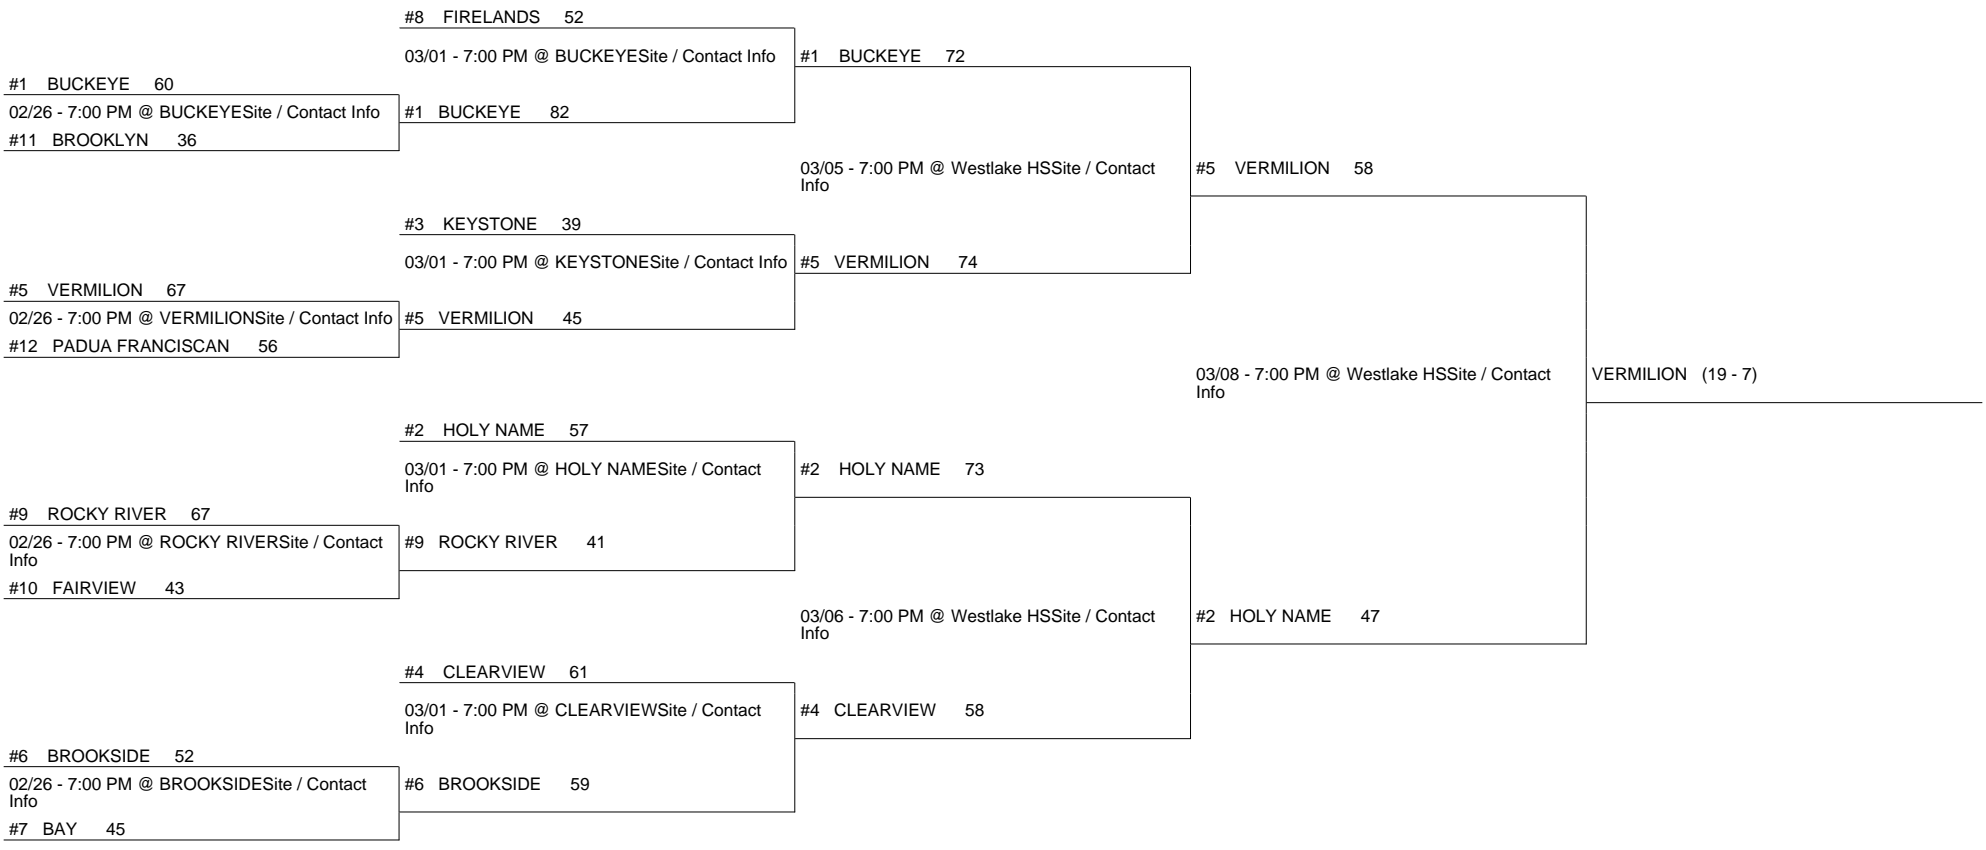 #8 FIRELANDS 52
03/01 - 7:00 PM @ BUCKEYESite / Contact Info
#1 BUCKEYE 72
#1 BUCKEYE 60
02/26 - 7:00 PM @ BUCKEYESite / Contact Info
#1 BUCKEYE 82
#11 BROOKLYN 36
03/05 - 7:00 PM @ Westlake HSSite / Contact
Info
#5 VERMILION 58
#3 KEYSTONE 39
03/01 - 7:00 PM @ KEYSTONESite / Contact Info
#5 VERMILION 74
#5 VERMILION 67
02/26 - 7:00 PM @ VERMILIONSite / Contact Info
#5 VERMILION 45
#12 PADUA FRANCISCAN 56
03/08 - 7:00 PM @ Westlake HSSite / Contact
Info
VERMILION (19 - 7)
#2 HOLY NAME 57
03/01 - 7:00 PM @ HOLY NAMESite / Contact
Info
#2 HOLY NAME 73
#9 ROCKY RIVER 67
02/26 - 7:00 PM @ ROCKY RIVERSite / Contact
Info
#9 ROCKY RIVER 41
#10 FAIRVIEW 43
03/06 - 7:00 PM @ Westlake HSSite / Contact
Info
#2 HOLY NAME 47
#4 CLEARVIEW 61
03/01 - 7:00 PM @ CLEARVIEWSite / Contact
Info
#4 CLEARVIEW 58
#6 BROOKSIDE 52
02/26 - 7:00 PM @ BROOKSIDESite / Contact
Info
#6 BROOKSIDE 59
#7 BAY 45